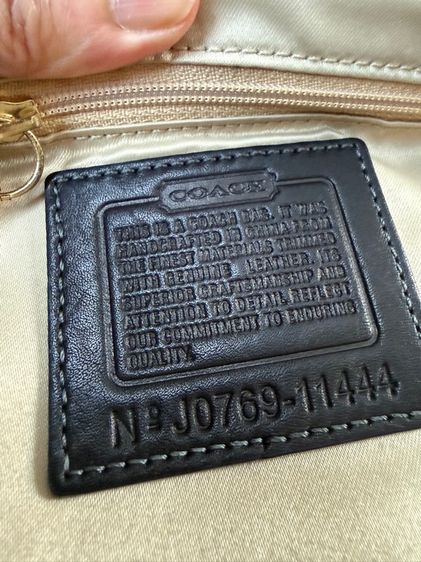 COACH
THIS IS A COACH BAG. IT WAS
HANDCRAFTED IN CHINA FROM
THE FINEST MATERIALS TRIMMED
WITH GENUINE LEATHER. ITS
SUPERIOR CRAFTSMANSHIP AND
ATTENTION TO DETAIL REFLECT
OUR COMMITMENT TO ENDURING
QUALITY.
Nº J0769-11444